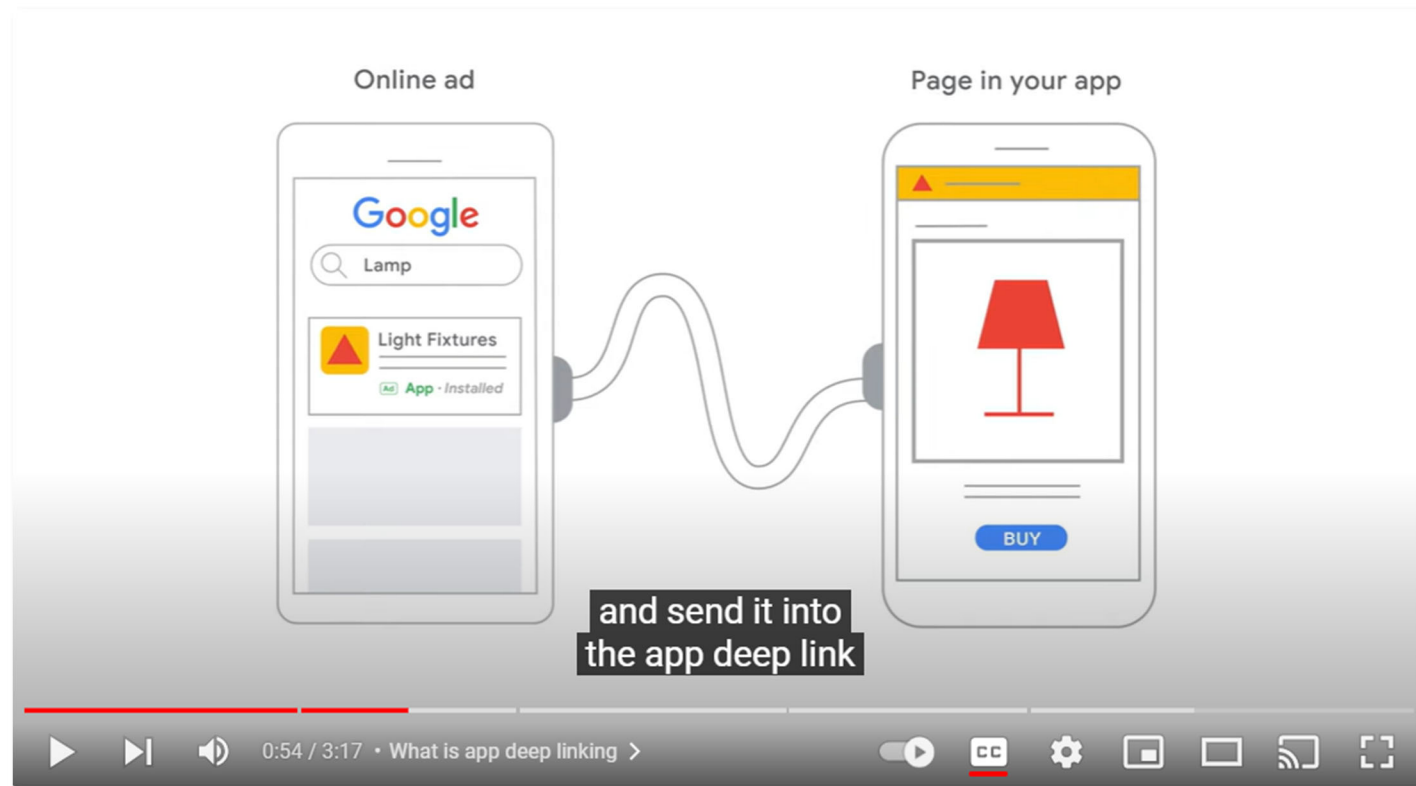 Online ad
Page in your app
Google
Lamp
Light Fixtures
Ad App · Installed
BUY
and send it into
the app deep link
0:54 / 3:17 • What is app deep linking >
CC